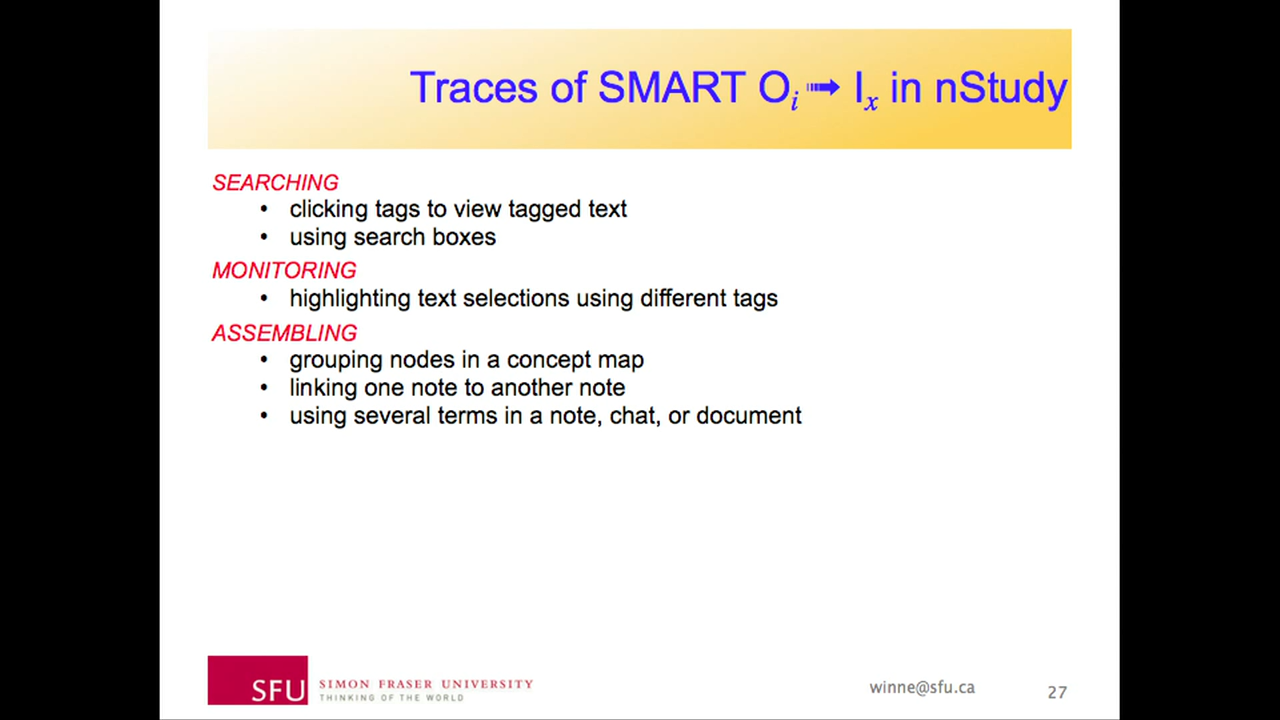 Traces of SMART Oi ➟ Ix in nStudy
SEARCHING
• clicking tags to view tagged text
• using search boxes
MONITORING
• highlighting text selections using different tags
ASSEMBLING
• grouping nodes in a concept map
• linking one note to another note
• using several terms in a note, chat, or document
SFU
SIMON FRASER UNIVERSITY
THINKING OF THE WORLD
winne@sfu.ca
27